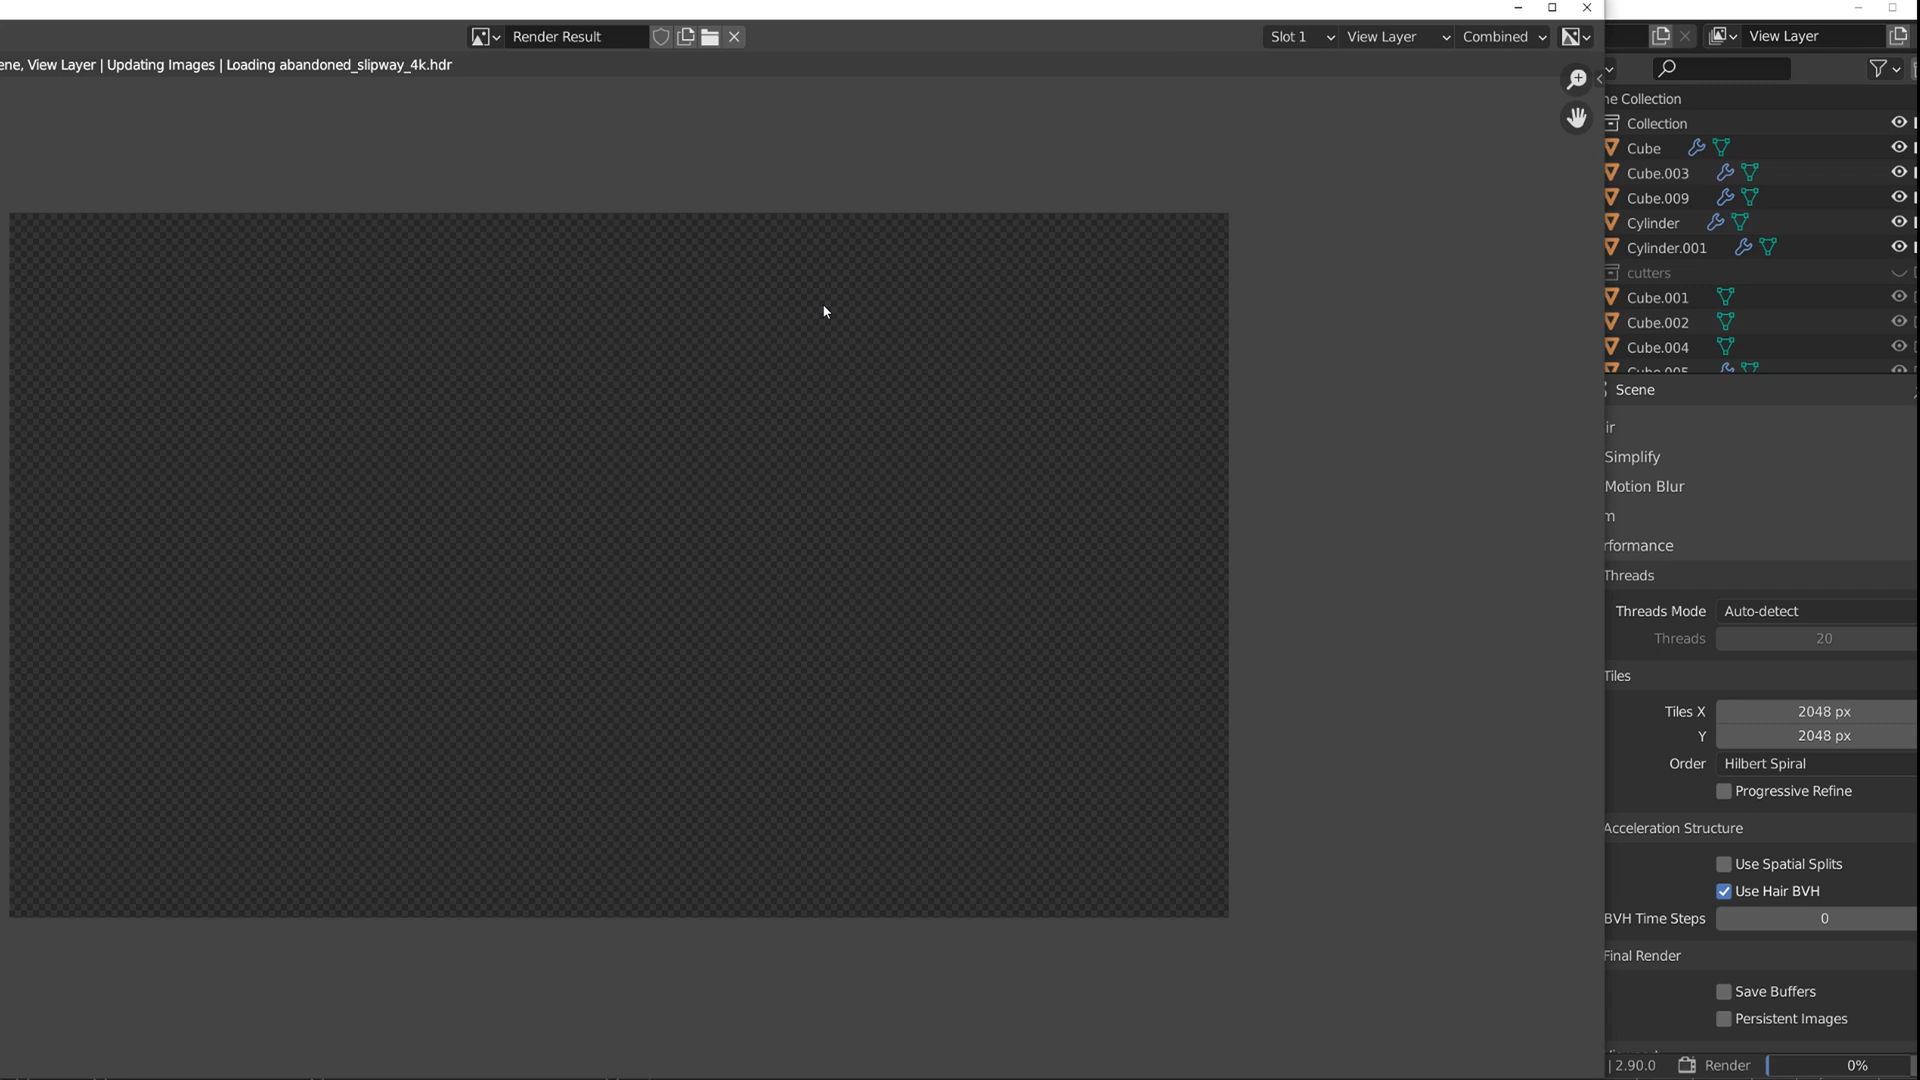 Render Result
Slot 1
View Layer
Combined
View Layer
ene, View Layer | Updating Images | Loading abandoned_slipway_4k.hdr
ne Collection
Collection
Cube
Cube.003
Cube.009
Cylinder
Cylinder.001
cutters
Cube.001
Cube.002
Cube.004
Cube.005
Scene
ir
Simplify
Motion Blur
m
rformance
Threads
Threads Mode Auto-detect
Threads 20
Tiles
Tiles X 2048 px
Y 2048 px
Order Hilbert Spiral
Progressive Refine
Acceleration Structure
Use Spatial Splits
Use Hair BVH
BVH Time Steps 0
Final Render
Save Buffers
Persistent Images
| 2.90.0 Render 0%